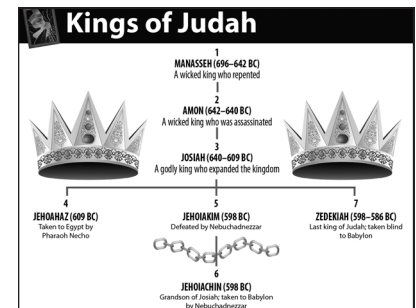 Kings of Judah
1
MANASSEH (696–642 BC)
A wicked king who repented
2
AMON (642–640 BC)
A wicked king who was assassinated
3
JOSIAH (640–609 BC)
A godly king who expanded the kingdom
4
JEHOAHAZ (609 BC)
Taken to Egypt by
Pharaoh Necho
5
JEHOIAKIM (598 BC)
Defeated by Nebuchadnezzar
7
ZEDEKIAH (598–586 BC)
Last king of Judah; taken blind
to Babylon
6
JEHOIACHIN (598 BC)
Grandson of Josiah; taken to Babylon
by Nebuchadnezzar